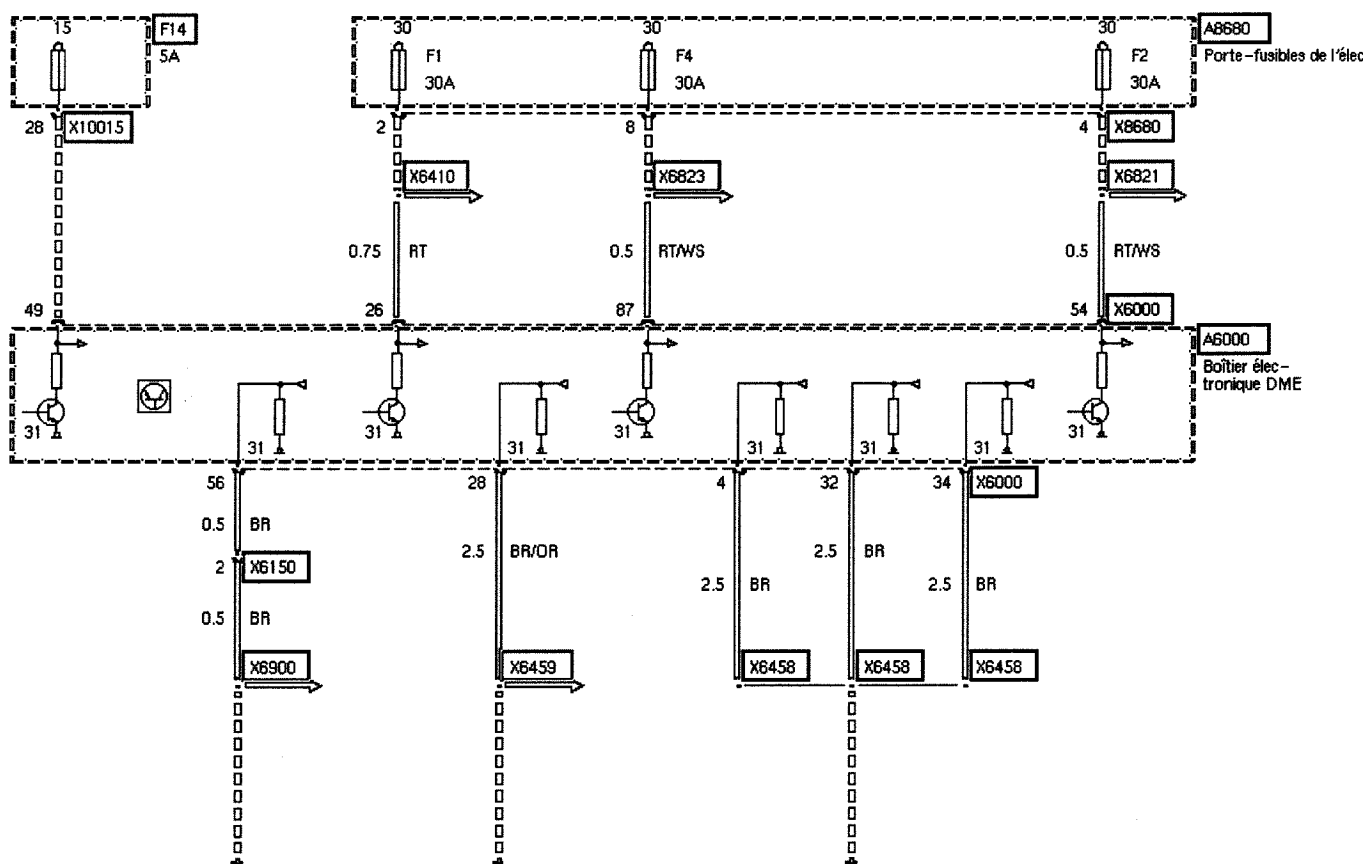 15
F14
5A
30
F1
30A
30
F4
30A
30
F2
30A
A8680
Porte-fusibles de l'élec
28
X10015
2
8
4
X8680
X6410
X6823
X6821
0.75
RT
0.5
RT/WS
0.5
RT/WS
49
26
87
54
X6000
A6000
Boîtier élec-
tronique DME
31
31
31
31
31
31
31
31
31
56
28
4
32
34
X6000
0.5
BR
2.5
BR/OR
2.5
BR
2
X6150
2.5
BR
2.5
BR
0.5
BR
X6900
X6459
X6458
X6458
X6458